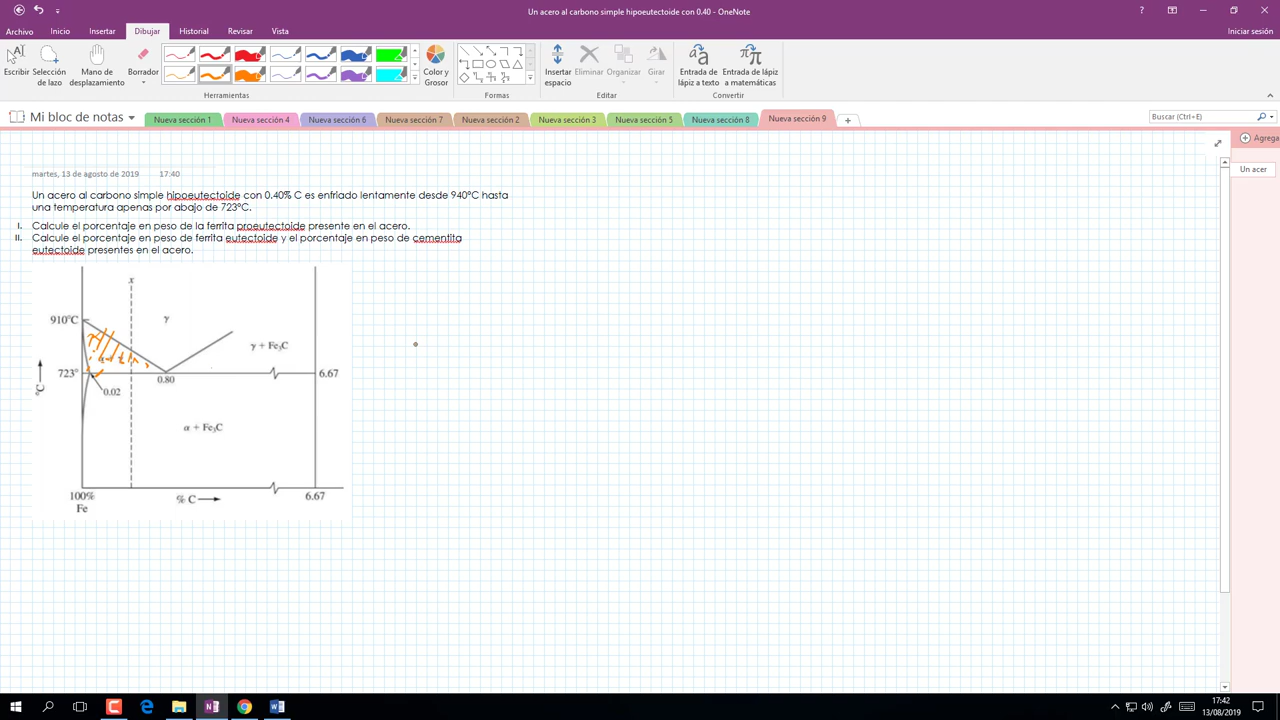 Un acero al carbono simple hipoeutectoide con 0.40 - OneNote
Archivo Inicio Insertar Dibujar Historial Revisar Vista Iniciar sesión
Escribir Selección de lazo Mano de desplazamiento Borrador Color y Grosor Insertar espacio Eliminar Organizar Girar Entrada de lápiz a texto Entrada de lápiz a matemáticas
Herramientas Formas Editar Convertir
Mi bloc de notas Nueva sección 1 Nueva sección 4 Nueva sección 6 Nueva sección 7 Nueva sección 2 Nueva sección 3 Nueva sección 5 Nueva sección 8 Nueva sección 9 Buscar (Ctrl+E)
Agrega
Un acer
martes, 13 de agosto de 2019 17:40
Un acero al carbono simple hipoeutectoide con 0.40% C es enfriado lentamente desde 940°C hasta
una temperatura apenas por abajo de 723°C.
I. Calcule el porcentaje en peso de la ferrita proeutectoide presente en el acero.
II. Calcule el porcentaje en peso de ferrita eutectoide y el porcentaje en peso de cementita
eutectoide presentes en el acero.
x
910°C γ
γ + Fe₃C
723° 0.80 6.67
°C 0.02
α + Fe₃C
100% Fe % C 6.67
17:42
13/08/2019